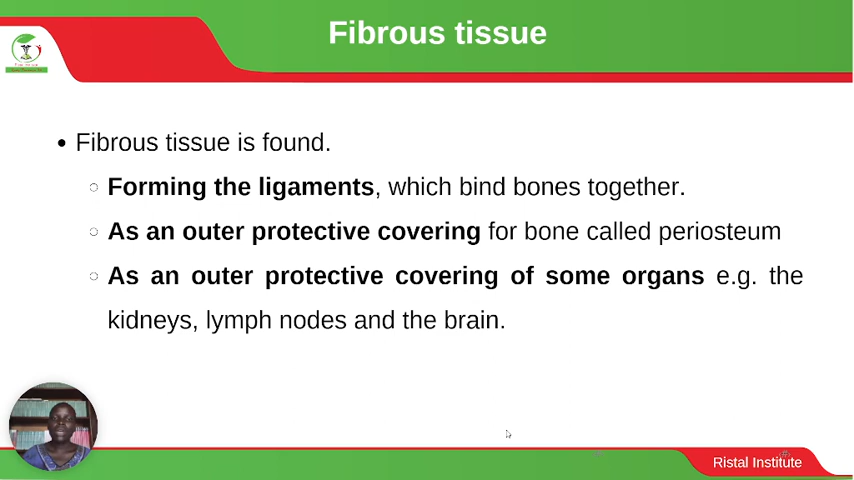 Fibrous tissue
• Fibrous tissue is found.
○ Forming the ligaments, which bind bones together.
○ As an outer protective covering for bone called periosteum
○ As an outer protective covering of some organs e.g. the
kidneys, lymph nodes and the brain.
Ristal Institute